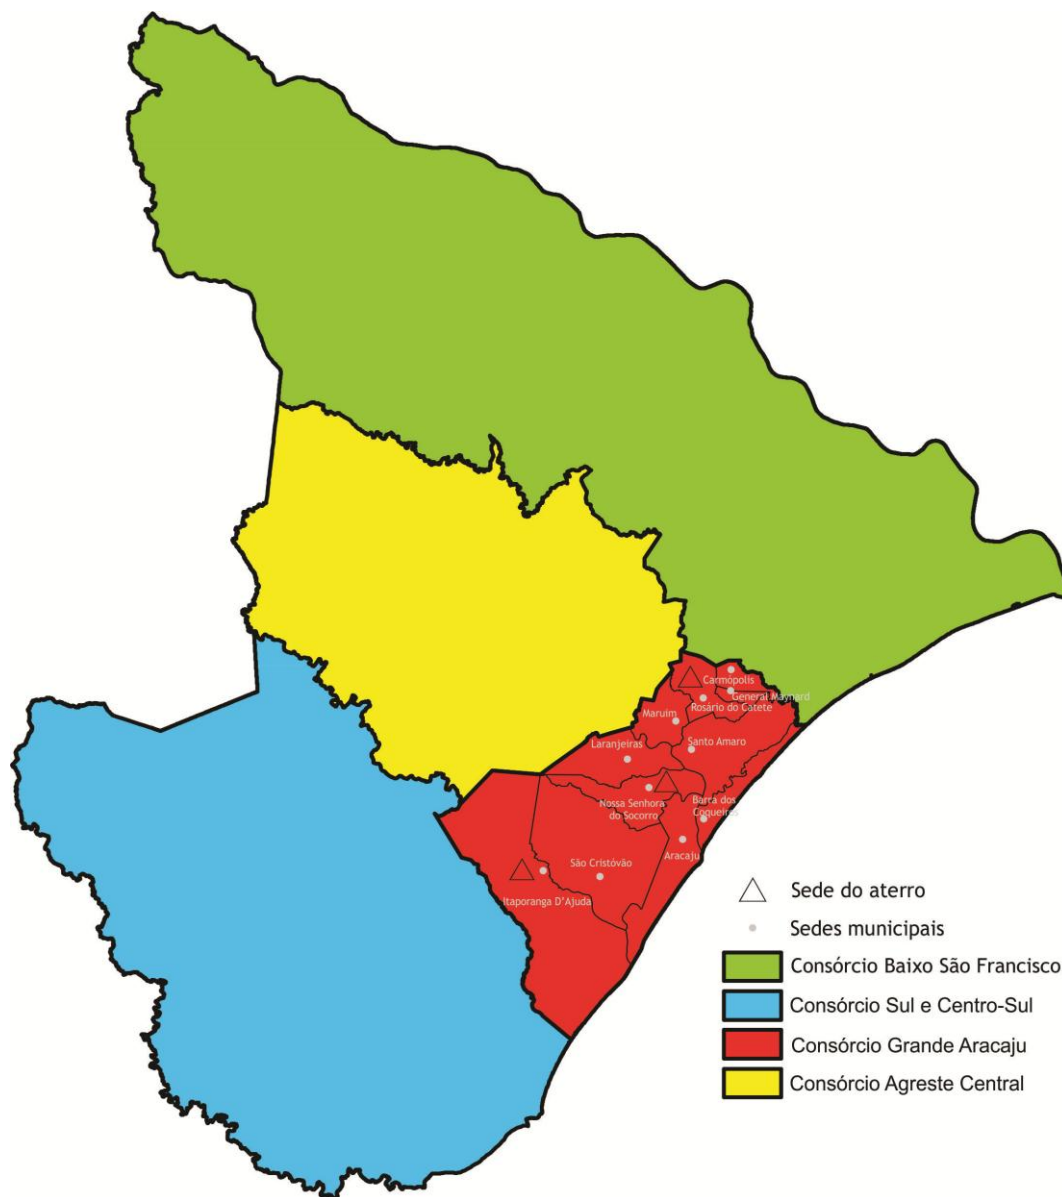 Carmópolis
General Maynard
Rosário do Catete
Maruim
Santo Amaro
Laranjeiras
Nossa Senhora
do Socorro
Barra dos
Coqueiros
Aracaju
São Cristóvão
Itaporanga D'Ajuda
Sede do aterro
Sedes municipais
Consórcio Baixo São Francisco
Consórcio Sul e Centro-Sul
Consórcio Grande Aracaju
Consórcio Agreste Central